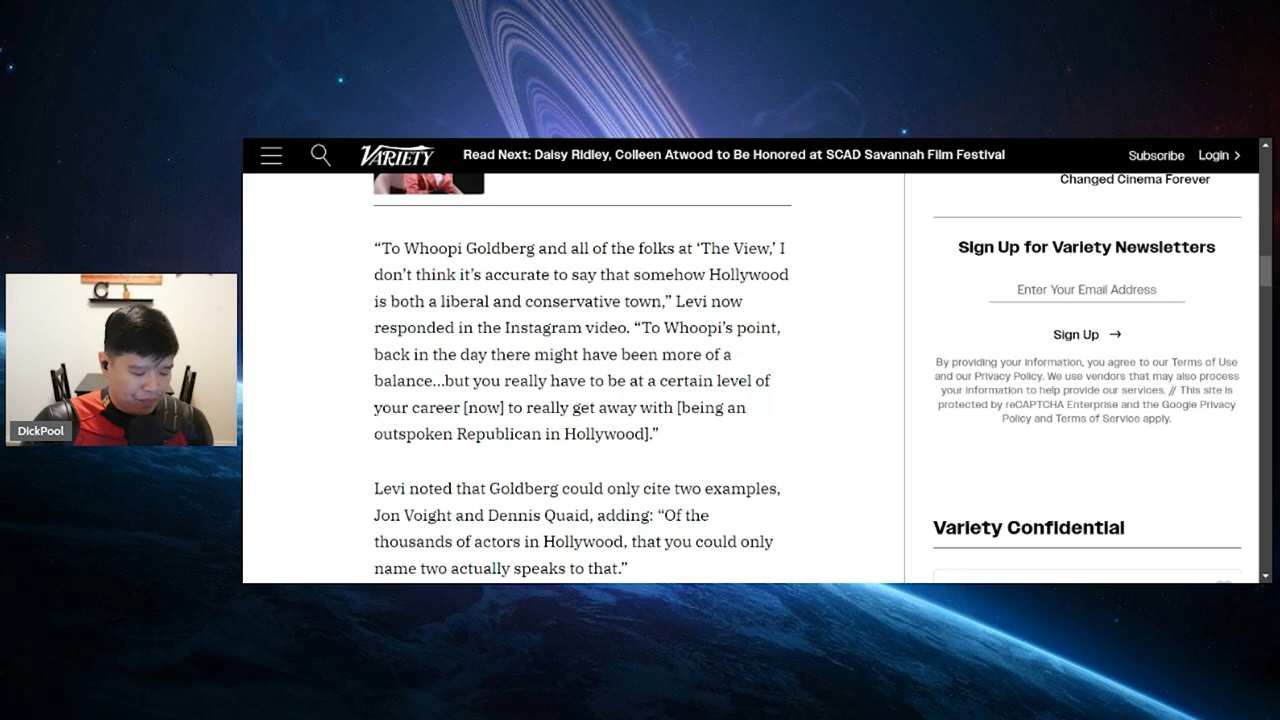 VARIETY
Read Next: Daisy Ridley, Colleen Atwood to Be Honored at SCAD Savannah Film Festival
Subscribe
Login
Changed Cinema Forever
“To Whoopi Goldberg and all of the folks at ‘The View,’ I
don’t think it’s accurate to say that somehow Hollywood
is both a liberal and conservative town,” Levi now
responded in the Instagram video. “To Whoopi’s point,
back in the day there might have been more of a
balance…but you really have to be at a certain level of
your career [now] to really get away with [being an
outspoken Republican in Hollywood].”
Levi noted that Goldberg could only cite two examples,
Jon Voight and Dennis Quaid, adding: “Of the
thousands of actors in Hollywood, that you could only
name two actually speaks to that.”
Sign Up for Variety Newsletters
Enter Your Email Address
Sign Up
By providing your information, you agree to our Terms of Use
and our Privacy Policy. We use vendors that may also process
your information to help provide our services. // This site is
protected by reCAPTCHA Enterprise and the Google Privacy
Policy and Terms of Service apply.
Variety Confidential
DickPool